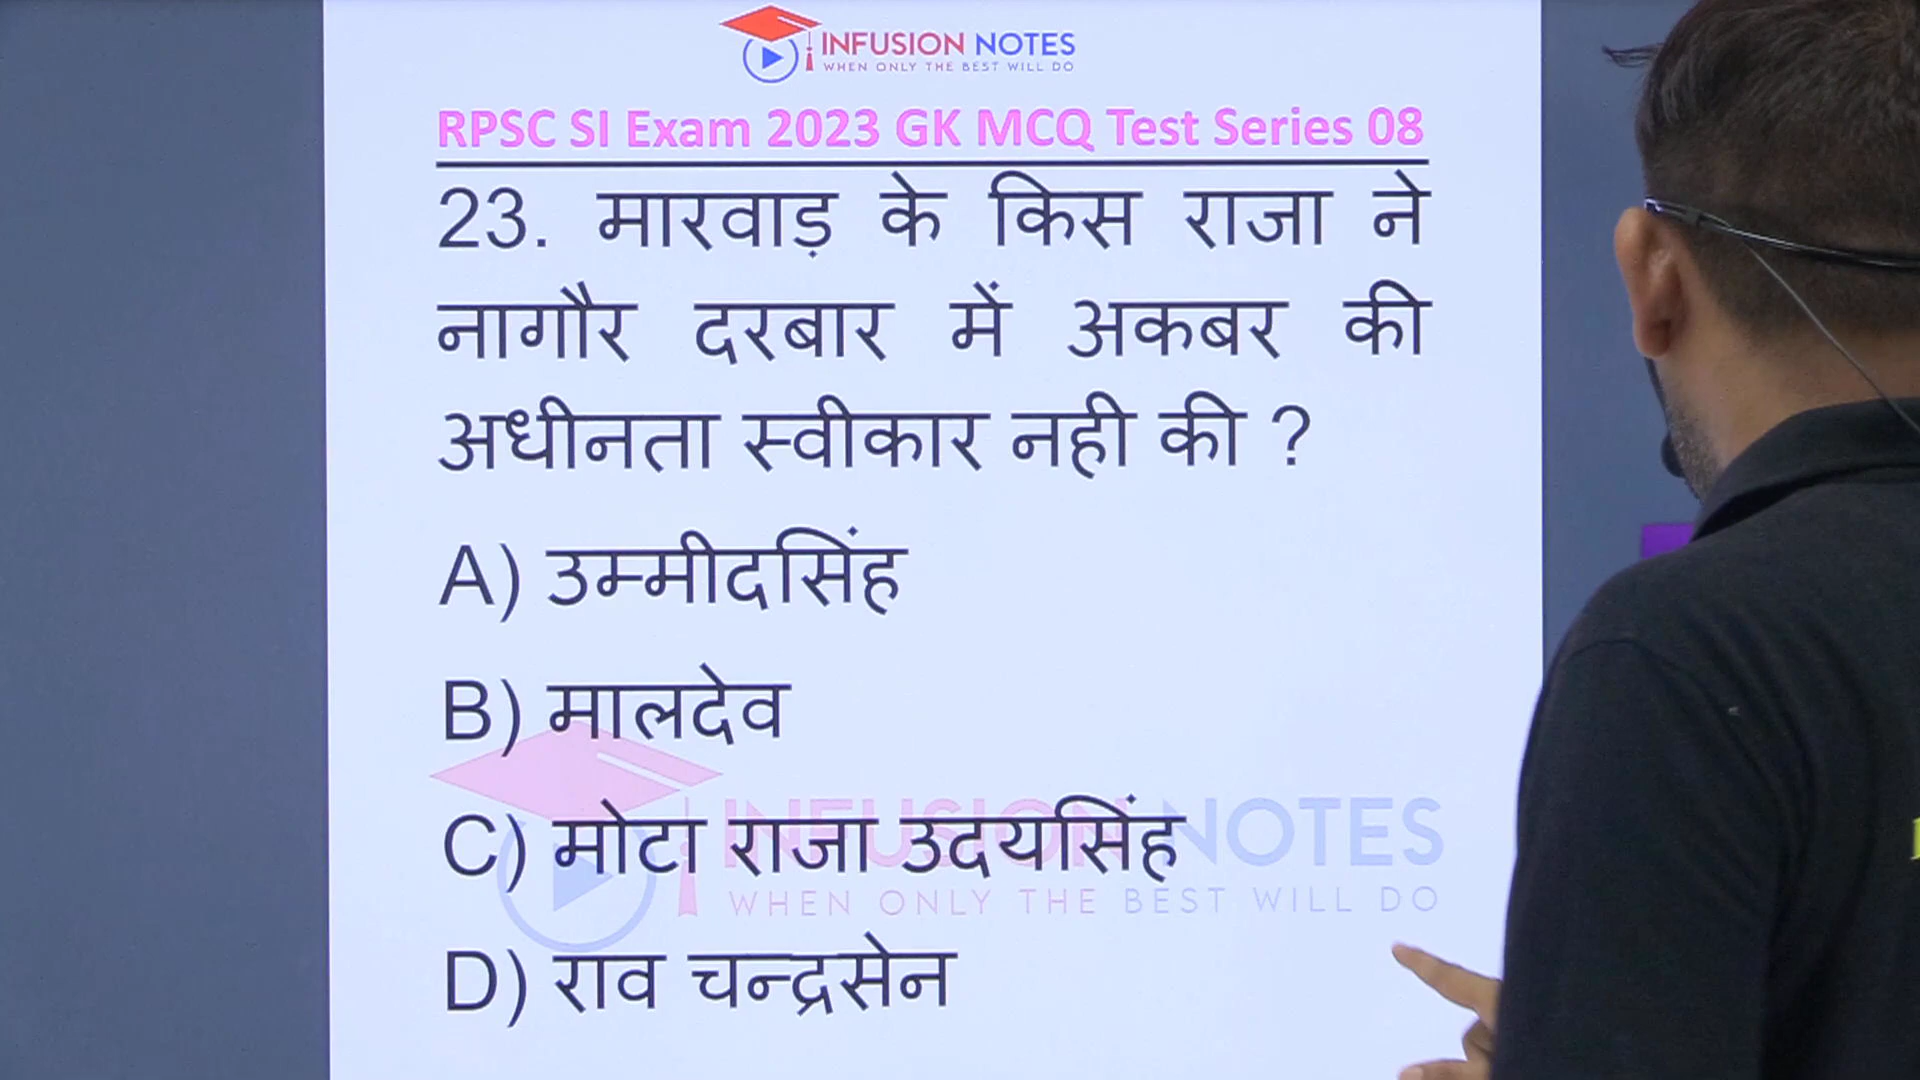 INFUSION NOTES
WHEN ONLY THE BEST WILL DO
RPSC SI Exam 2023 GK MCQ Test Series 08
23. मारवाड़ के किस राजा ने
नागौर दरबार में अकबर की
अधीनता स्वीकार नही की ?
A) उम्मीदसिंह
B) मालदेव
C) मोटा राजा उदयसिंह
D) राव चन्द्रसेन
INFUSION NOTES
WHEN ONLY THE BEST WILL DO